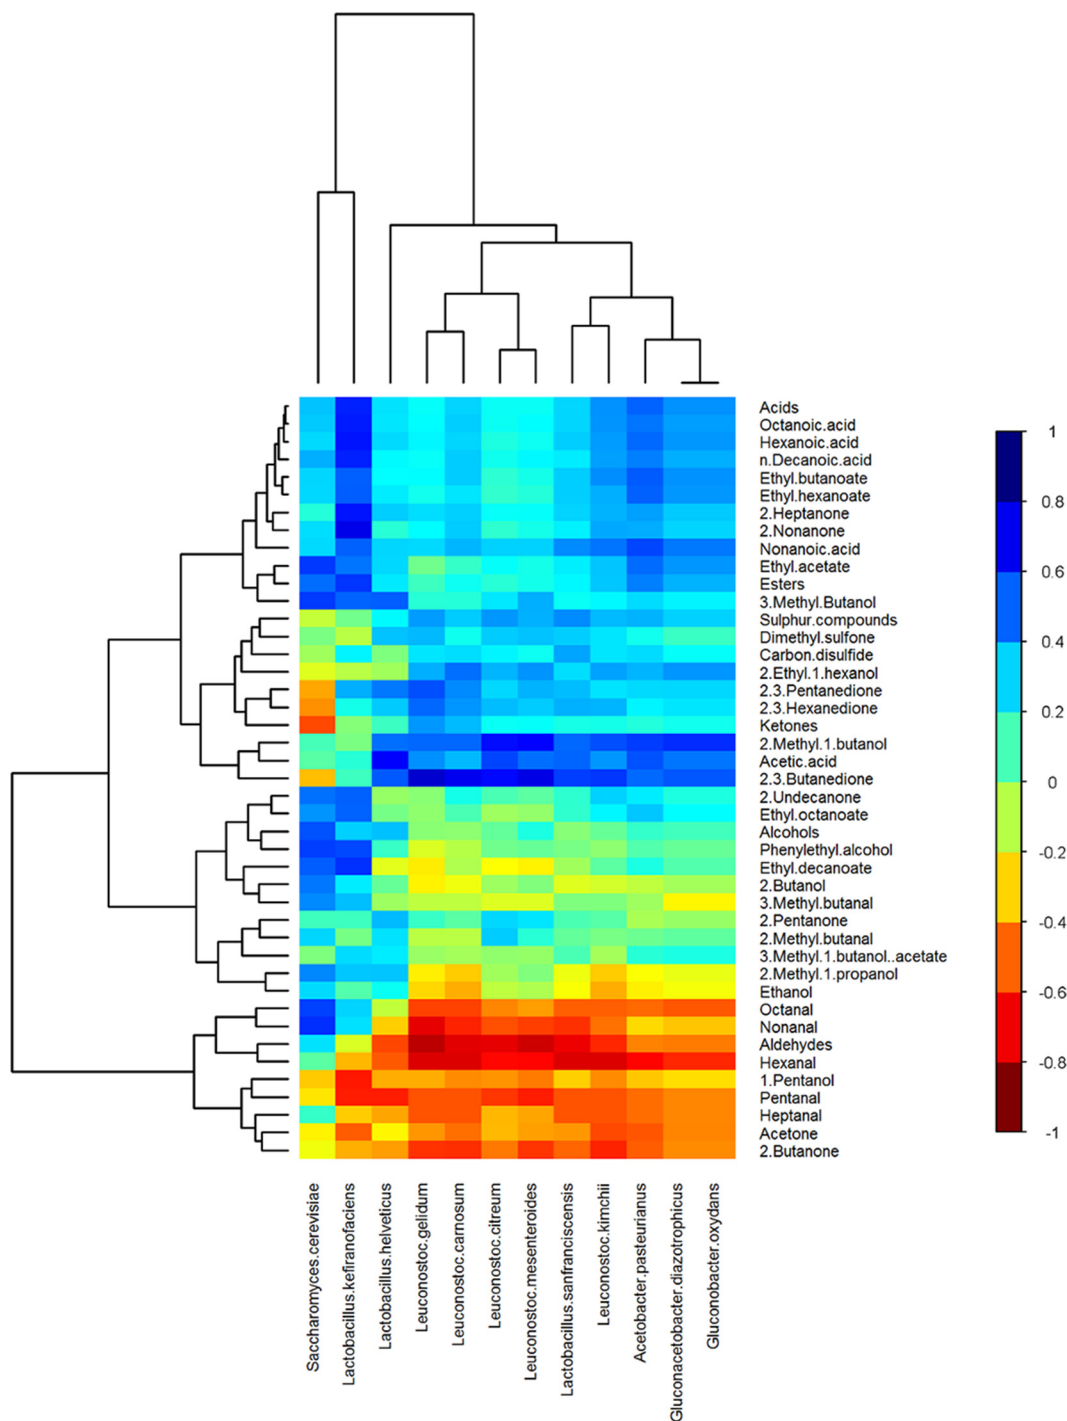 Acids
Octanoic.acid
Hexanoic.acid
n.Decanoic.acid
Ethyl.butanoate
Ethyl.hexanoate
2.Heptanone
2.Nonanone
Nonanoic.acid
Ethyl.acetate
Esters
3.Methyl.Butanol
Sulphur.compounds
Dimethyl.sulfone
Carbon.disulfide
2.Ethyl.1.hexanol
2.3.Pentanedione
2.3.Hexanedione
Ketones
2.Methyl.1.butanol
Acetic.acid
2.3.Butanedione
2.Undecanone
Ethyl.octanoate
Alcohols
Phenylethyl.alcohol
Ethyl.decanoate
2.Butanol
3.Methyl.butanal
2.Pentanone
2.Methyl.butanal
3.Methyl.1.butanol..acetate
2.Methyl.1.propanol
Ethanol
Octanal
Nonanal
Aldehydes
Hexanal
1.Pentanol
Pentanal
Heptanal
Acetone
2.Butanone
1
0.8
0.6
0.4
0.2
0
-0.2
-0.4
-0.6
-0.8
-1
Saccharomyces.cerevisiae
Lactobacillus.kefiranofaciens
Lactobacillus.helveticus
Leuconostoc.gelidum
Leuconostoc.carnosum
Leuconostoc.citreum
Leuconostoc.mesenteroides
Lactobacillus.sanfranciscensis
Leuconostoc.kimchii
Acetobacter.pasteurianus
Gluconacetobacter.diazotrophicus
Gluconobacter.oxydans